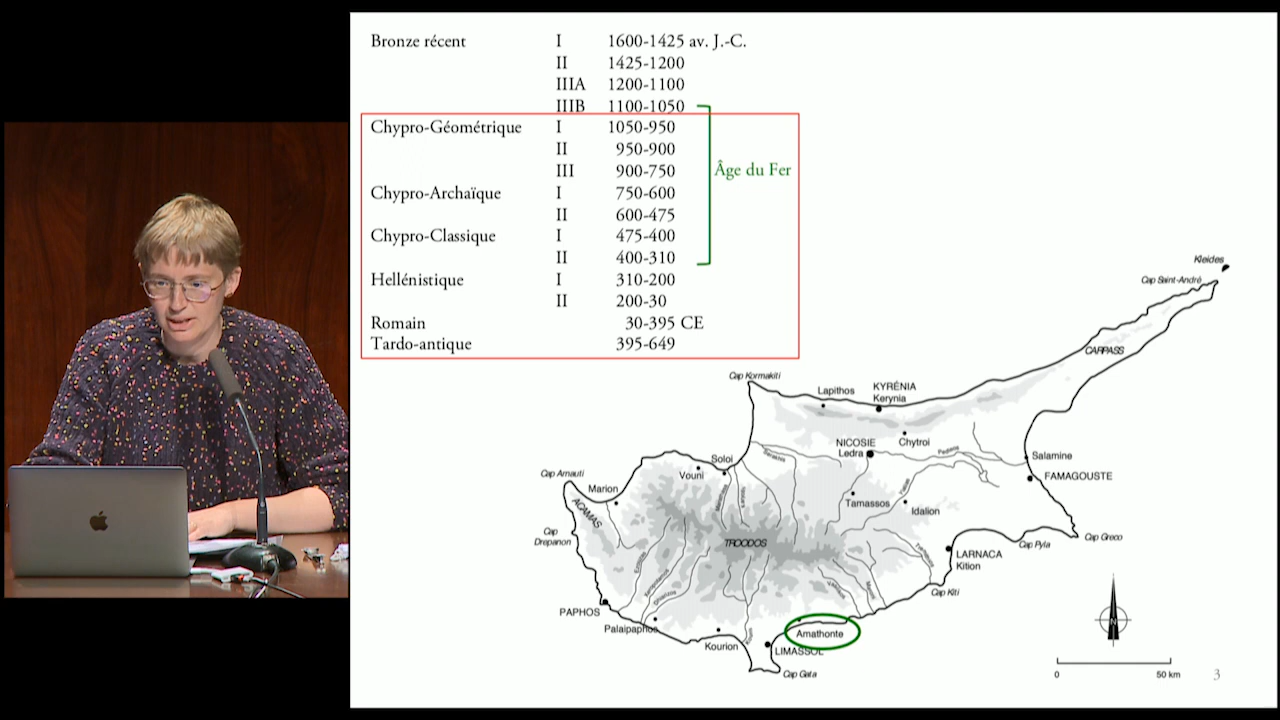 Bronze récent I 1600-1425 av. J.-C.
II 1425-1200
IIIA 1200-1100
IIIB 1100-1050
Chypro-Géométrique I 1050-950
II 950-900
III 900-750
Âge du Fer
Chypro-Archaïque I 750-600
II 600-475
Chypro-Classique I 475-400
II 400-310
Hellénistique I 310-200
II 200-30
Romain 30-395 CE
Tardo-antique 395-649
Kleides
Cap Saint-André
CARPASS
Cap Kormakiti
Lapithos
KYRÉNIA
Kerynia
NICOSIE
Ledra
Chytroi
Pedieos
Salamine
FAMAGOUSTE
Soloi
Vouni
Cap Arnauti
Marion
ACAMAS
Tamassos
Idalion
Cap
Drepanon
TROODOS
Cap Greco
Cap Pyla
LARNACA
Kition
Cap Kiti
PAPHOS
Palaipaphos
Kourion
Amathonte
LIMASSOL
Cap Gata
N
0 50 km
3